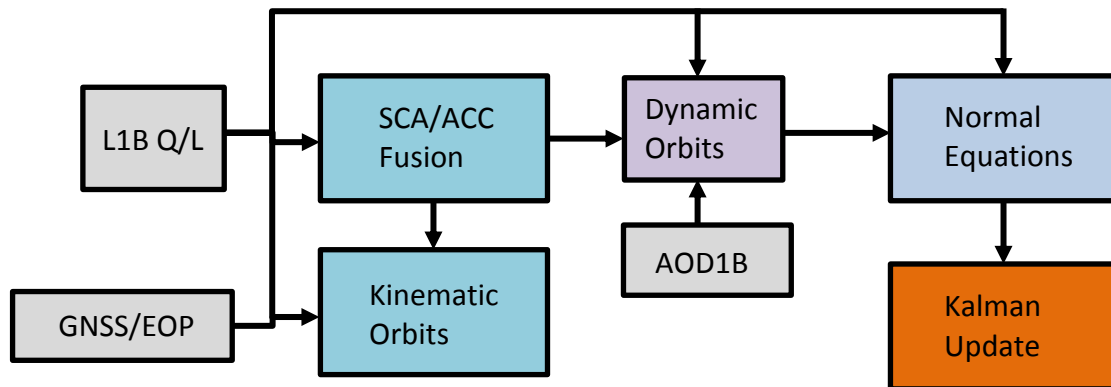 L1B Q/L
SCA/ACC
Fusion
Dynamic
Orbits
Normal
Equations
GNSS/EOP
Kinematic
Orbits
AOD1B
Kalman
Update